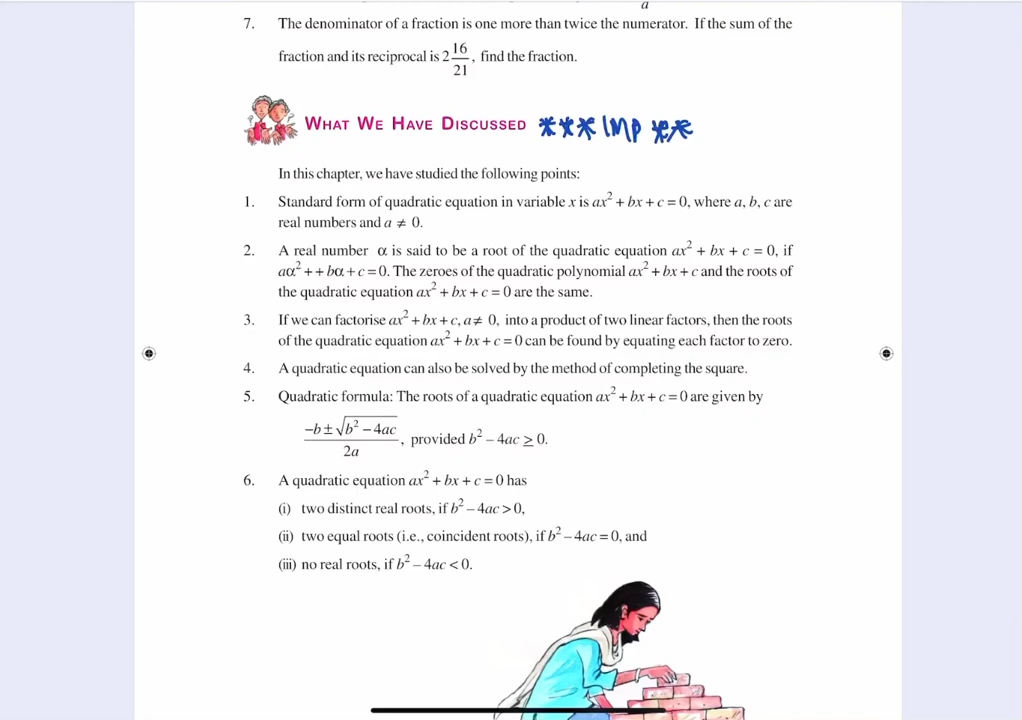 a
7. The denominator of a fraction is one more than twice the numerator. If the sum of the
fraction and its reciprocal is 2 16/21, find the fraction.
WHAT WE HAVE DISCUSSED *** IMP **
In this chapter, we have studied the following points:
1. Standard form of quadratic equation in variable x is ax² + bx + c = 0, where a, b, c are
real numbers and a ≠ 0.
2. A real number α is said to be a root of the quadratic equation ax² + bx + c = 0, if
aα² + + bα + c = 0. The zeroes of the quadratic polynomial ax² + bx + c and the roots of
the quadratic equation ax² + bx + c = 0 are the same.
3. If we can factorise ax² + bx + c, a ≠ 0, into a product of two linear factors, then the roots
of the quadratic equation ax² + bx + c = 0 can be found by equating each factor to zero.
4. A quadratic equation can also be solved by the method of completing the square.
5. Quadratic formula: The roots of a quadratic equation ax² + bx + c = 0 are given by
(–b ± √(b² – 4ac))/2a, provided b² – 4ac ≥ 0.
6. A quadratic equation ax² + bx + c = 0 has
(i) two distinct real roots, if b² – 4ac > 0,
(ii) two equal roots (i.e., coincident roots), if b² – 4ac = 0, and
(iii) no real roots, if b² – 4ac < 0.